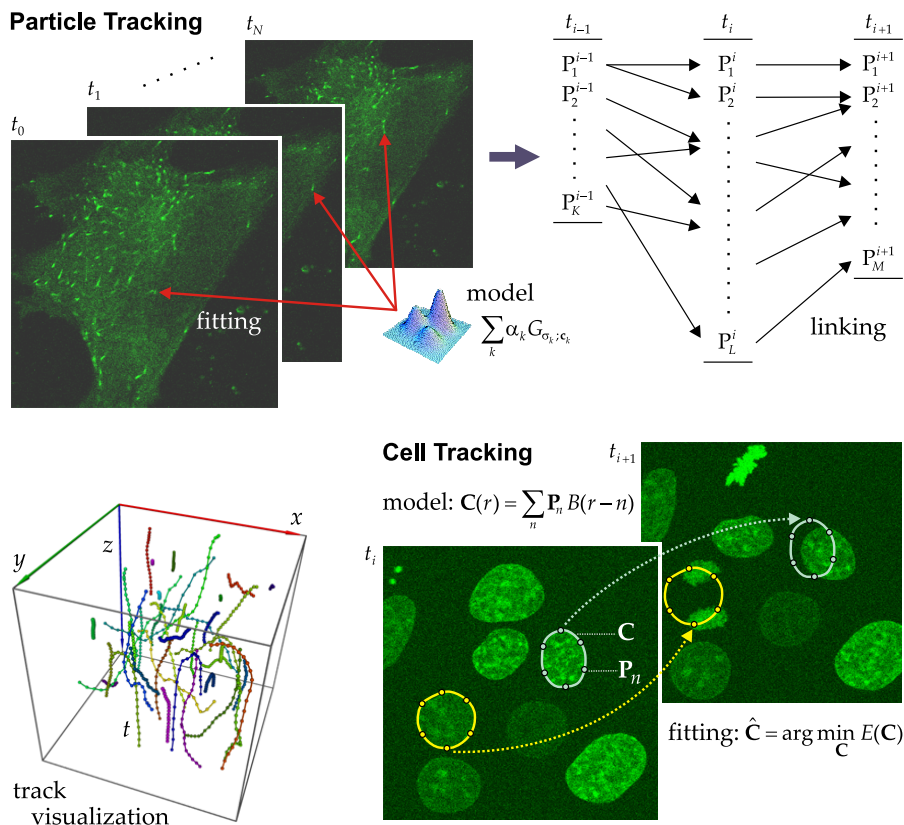 Particle Tracking
t_N
t_1
t_0
fitting
model
∑_k α_k G_{σ_k;c_k}
t_{i-1} t_i t_{i+1}
P_1^{i-1} P_1^i P_1^{i+1}
P_2^{i-1} P_2^i P_2^{i+1}
P_K^{i-1}
P_M^{i+1}
P_L^i
linking
x
y
z
t
track
visualization
Cell Tracking
t_{i+1}
model: C(r) = ∑_n P_n B(r−n)
t_i
C
P_n
fitting: Ĉ = arg min_C E(C)